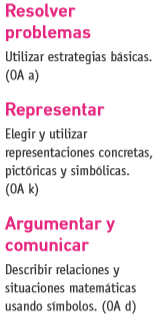 Resolver
problemas
Utilizar estrategias básicas.
(OA a)
Representar
Elegir y utilizar
representaciones concretas,
pictóricas y simbólicas.
(OA k)
Argumentar y
comunicar
Describir relaciones y
situaciones matemáticas
usando símbolos. (OA d)